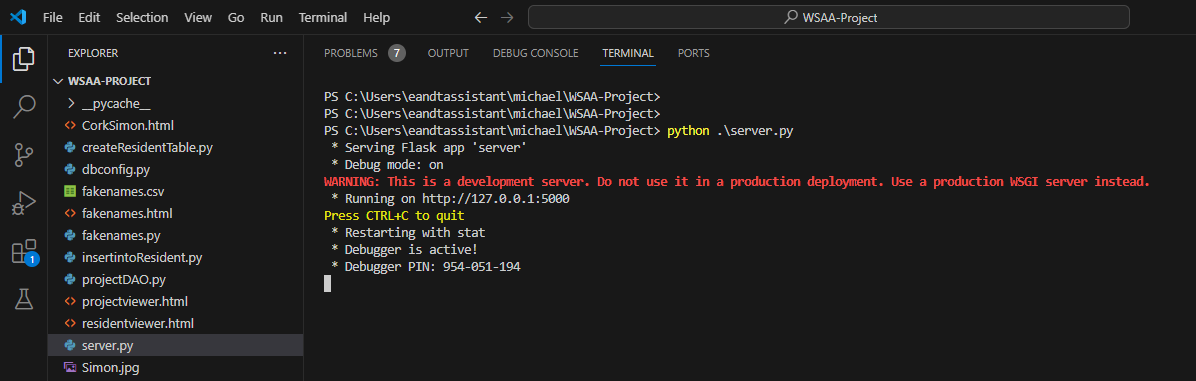 File Edit Selection View Go Run Terminal Help
WSAA-Project
EXPLORER
PROBLEMS 7 OUTPUT DEBUG CONSOLE TERMINAL PORTS
WSAA-PROJECT
__pycache__
CorkSimon.html
createResidentTable.py
dbconfig.py
fakenames.csv
fakenames.html
fakenames.py
insertintoResident.py
projectDAO.py
projectviewer.html
residentviewer.html
server.py
Simon.jpg
1
PS C:\Users\eandtassistant\michael\WSAA-Project>
PS C:\Users\eandtassistant\michael\WSAA-Project>
PS C:\Users\eandtassistant\michael\WSAA-Project> python .\server.py
* Serving Flask app 'server'
* Debug mode: on
WARNING: This is a development server. Do not use it in a production deployment. Use a production WSGI server instead.
* Running on http://127.0.0.1:5000
Press CTRL+C to quit
* Restarting with stat
* Debugger is active!
* Debugger PIN: 954-051-194